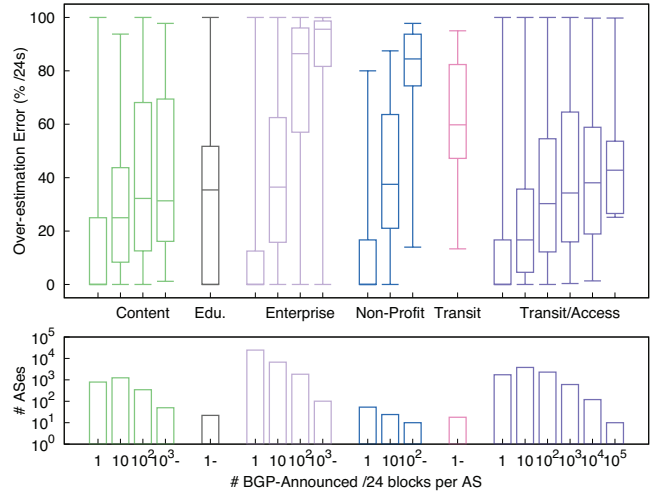 Over-estimation Error (% /24s)
100
80
60
40
20
0
Content Edu. Enterprise Non-Profit Transit Transit/Access
# ASes
10^5
10^4
10^3
10^2
10^1
10^0
1 10 10^2 10^3- 1- 1 10 10^2 10^3- 1 10 10^2- 1- 1 10 10^2 10^3 10^4 10^5
# BGP-Announced /24 blocks per AS